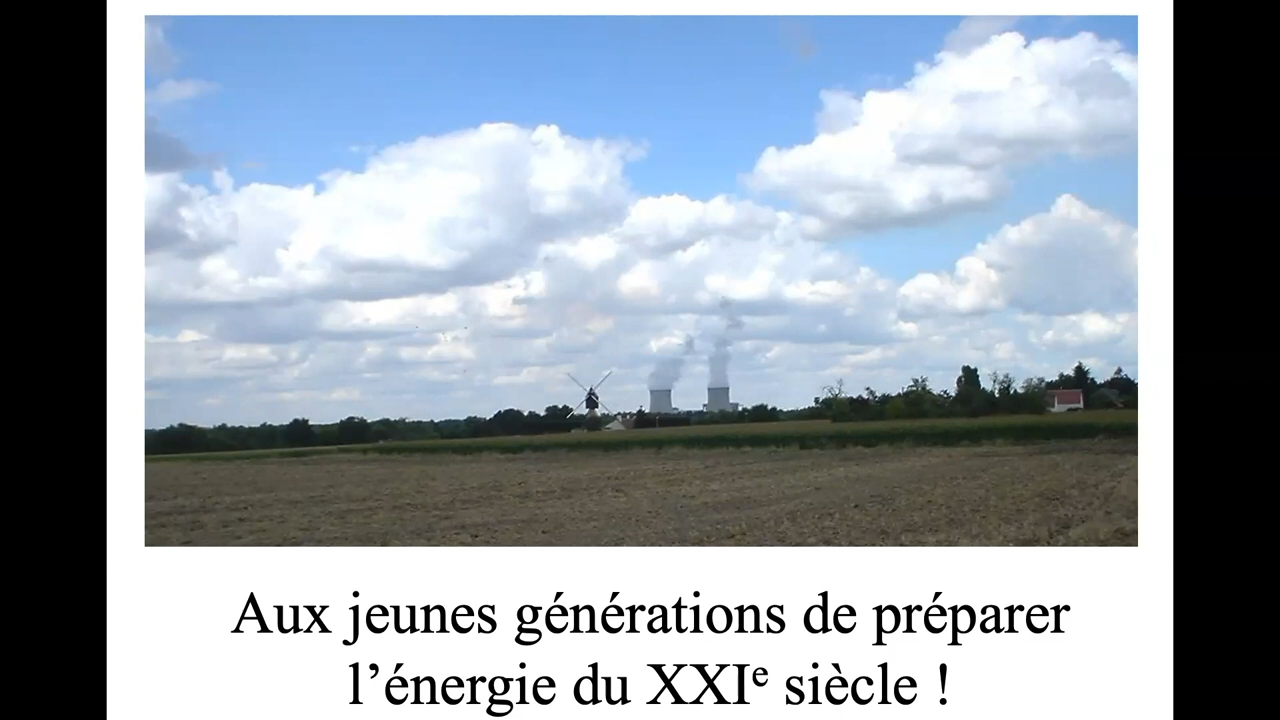 Aux jeunes générations de préparer
l’énergie du XXIᵉ siècle !